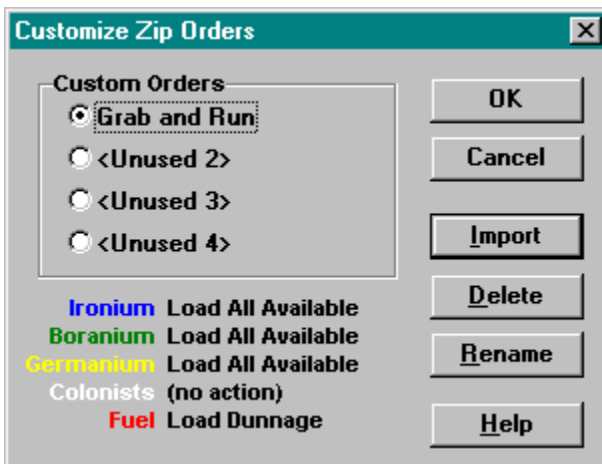 Customize Zip Orders
Custom Orders
Grab and Run
<Unused 2>
<Unused 3>
<Unused 4>
OK
Cancel
Import
Delete
Rename
Help
Ironium Load All Available
Boranium Load All Available
Germanium Load All Available
Colonists (no action)
Fuel Load Dunnage